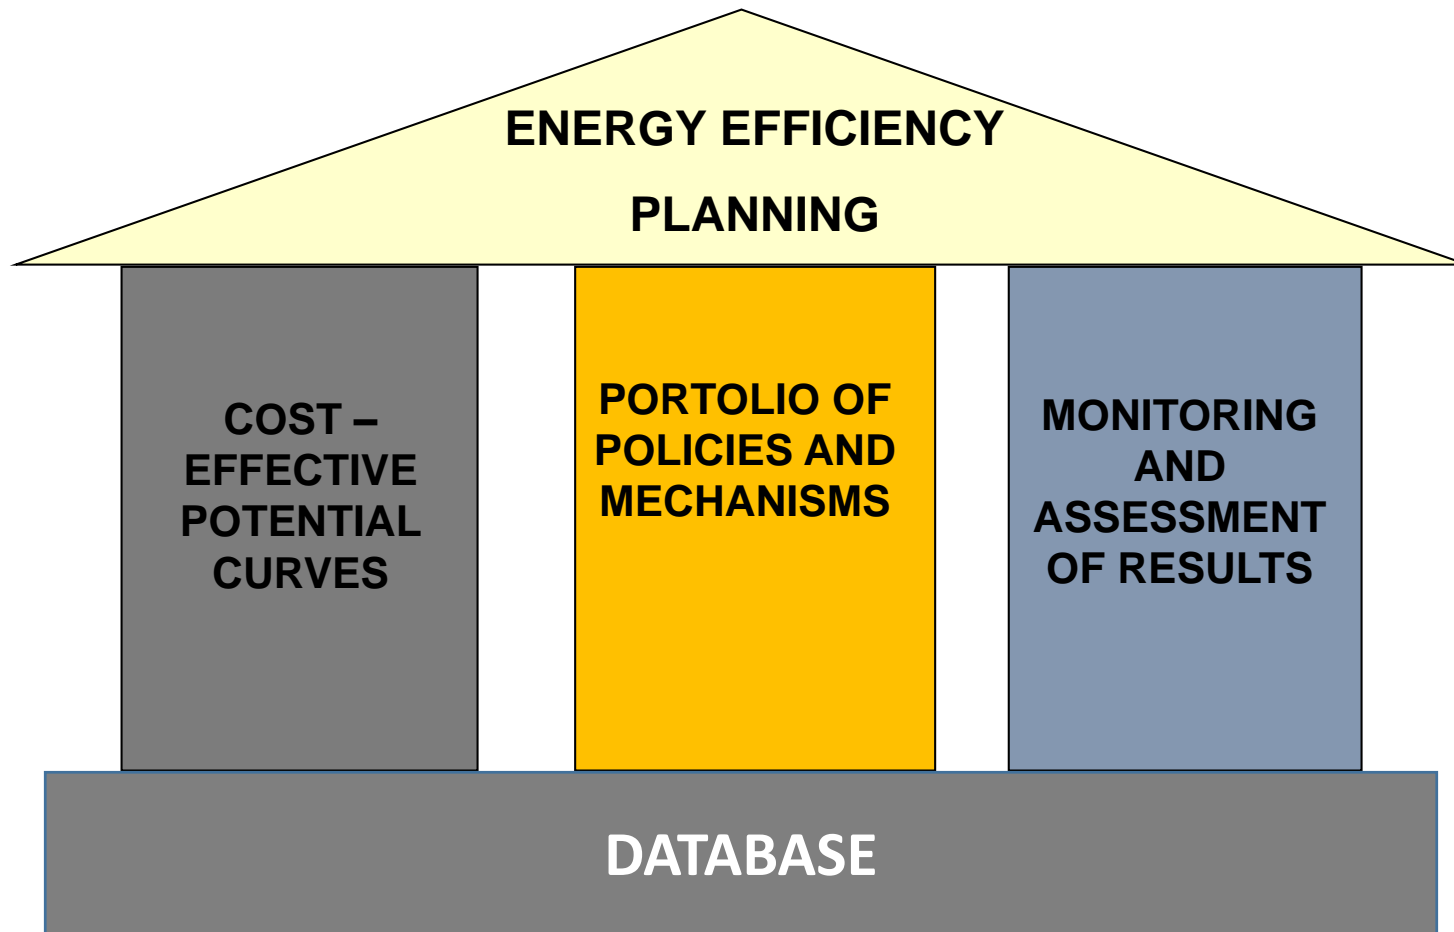 ENERGY EFFICIENCY
PLANNING
COST –
EFFECTIVE
POTENTIAL
CURVES
PORTOLIO OF
POLICIES AND
MECHANISMS
MONITORING
AND
ASSESSMENT
OF RESULTS
DATABASE